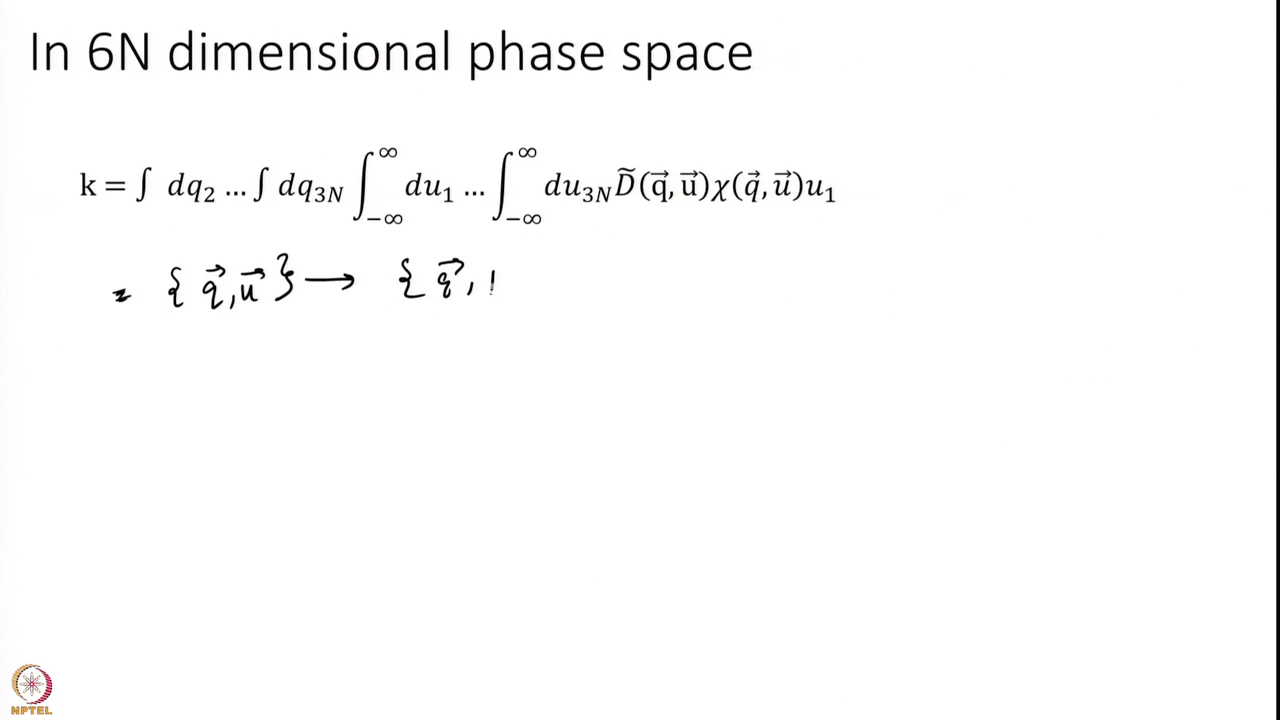 In 6N dimensional phase space
k = ∫ dq₂ … ∫ dq₃N ∫_{−∞}^{∞} du₁ … ∫_{−∞}^{∞} du₃N D̃(q⃗, u⃗)χ(q⃗, u⃗)u₁
= { q⃗, u⃗ } → { q⃗,
NPTEL